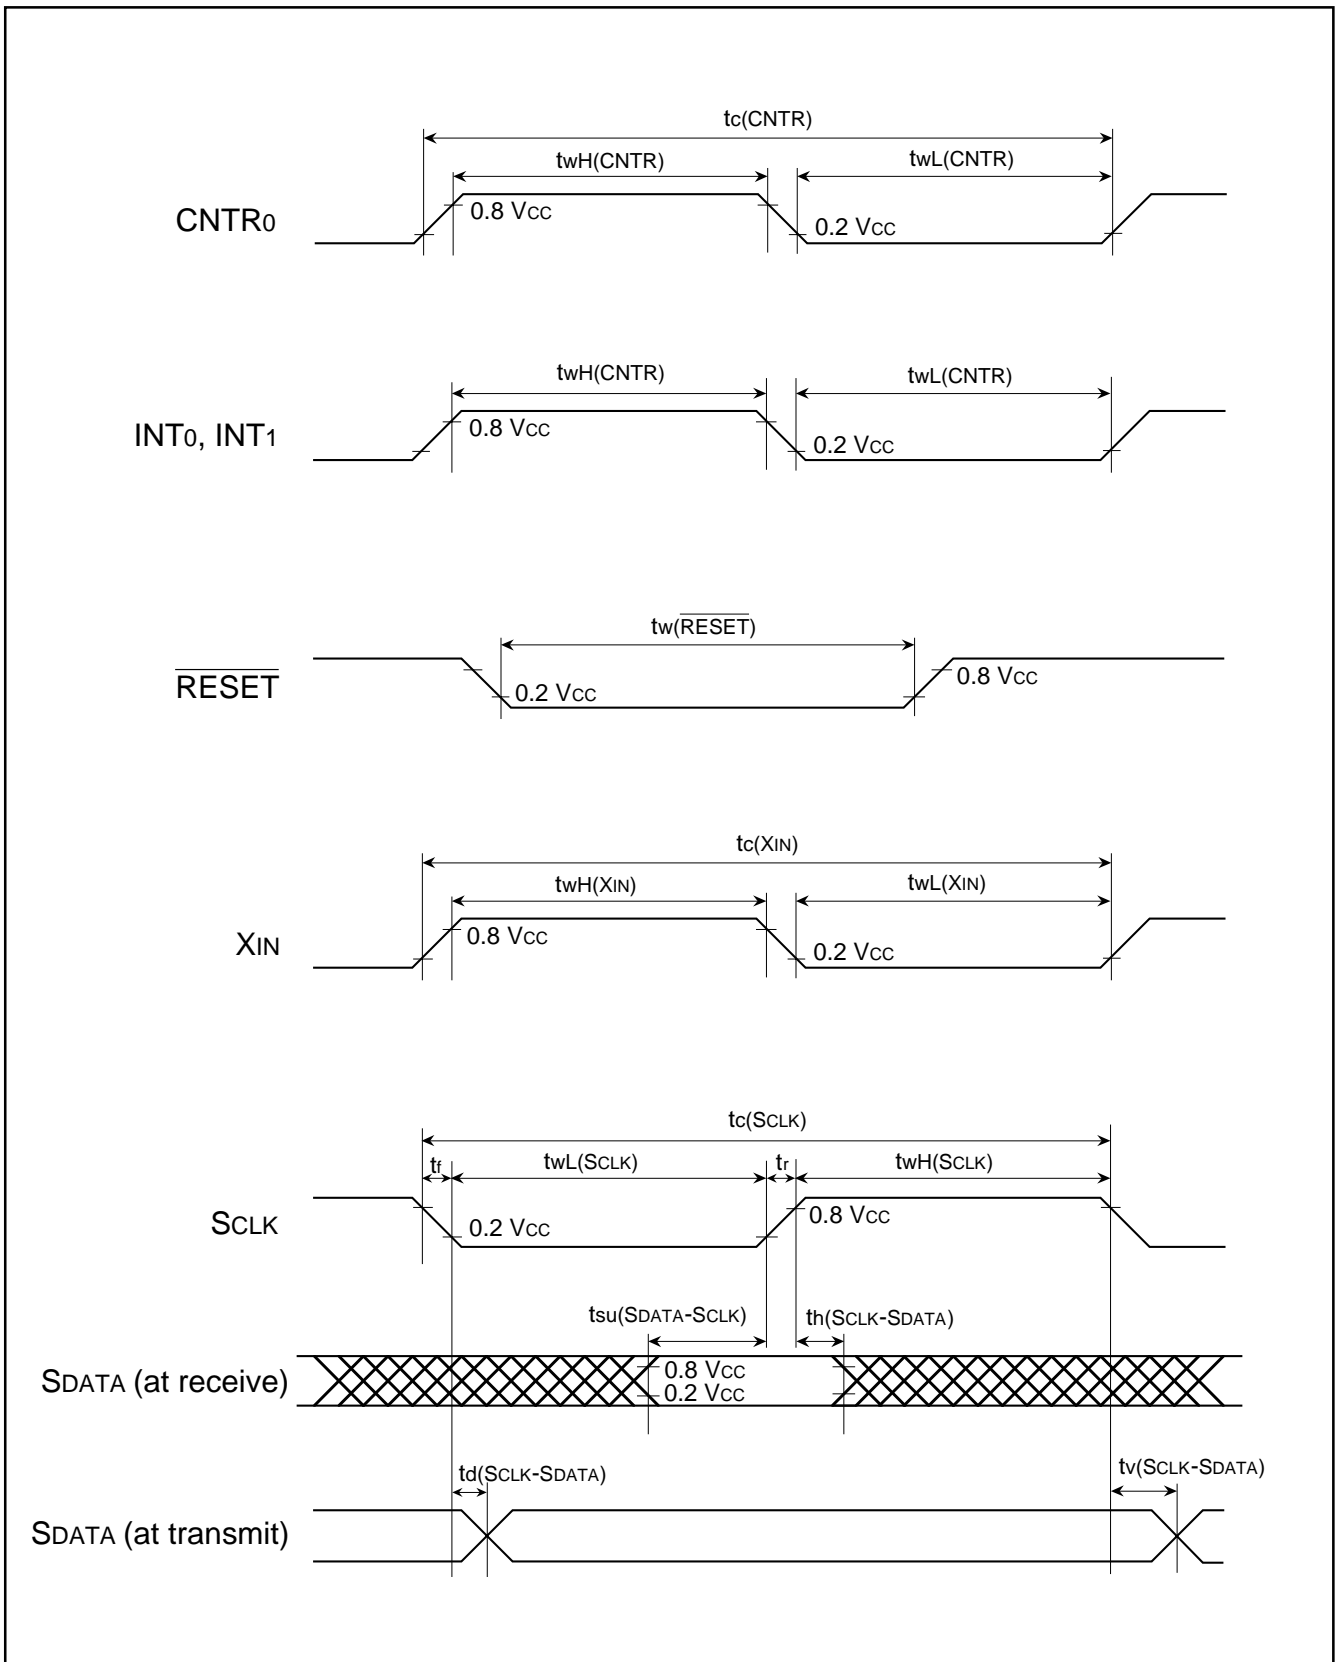 tc(CNTR)
twH(CNTR)
twL(CNTR)
CNTR0
0.8 VCC
0.2 VCC
twH(CNTR)
twL(CNTR)
INT0, INT1
0.8 VCC
0.2 VCC
tw(RESET)
RESET
0.2 VCC
0.8 VCC
tc(XIN)
twH(XIN)
twL(XIN)
XIN
0.8 VCC
0.2 VCC
tc(SCLK)
tf
twL(SCLK)
tr
twH(SCLK)
SCLK
0.2 VCC
0.8 VCC
tsu(SDATA-SCLK)
th(SCLK-SDATA)
SDATA (at receive)
0.8 VCC
0.2 VCC
td(SCLK-SDATA)
tv(SCLK-SDATA)
SDATA (at transmit)